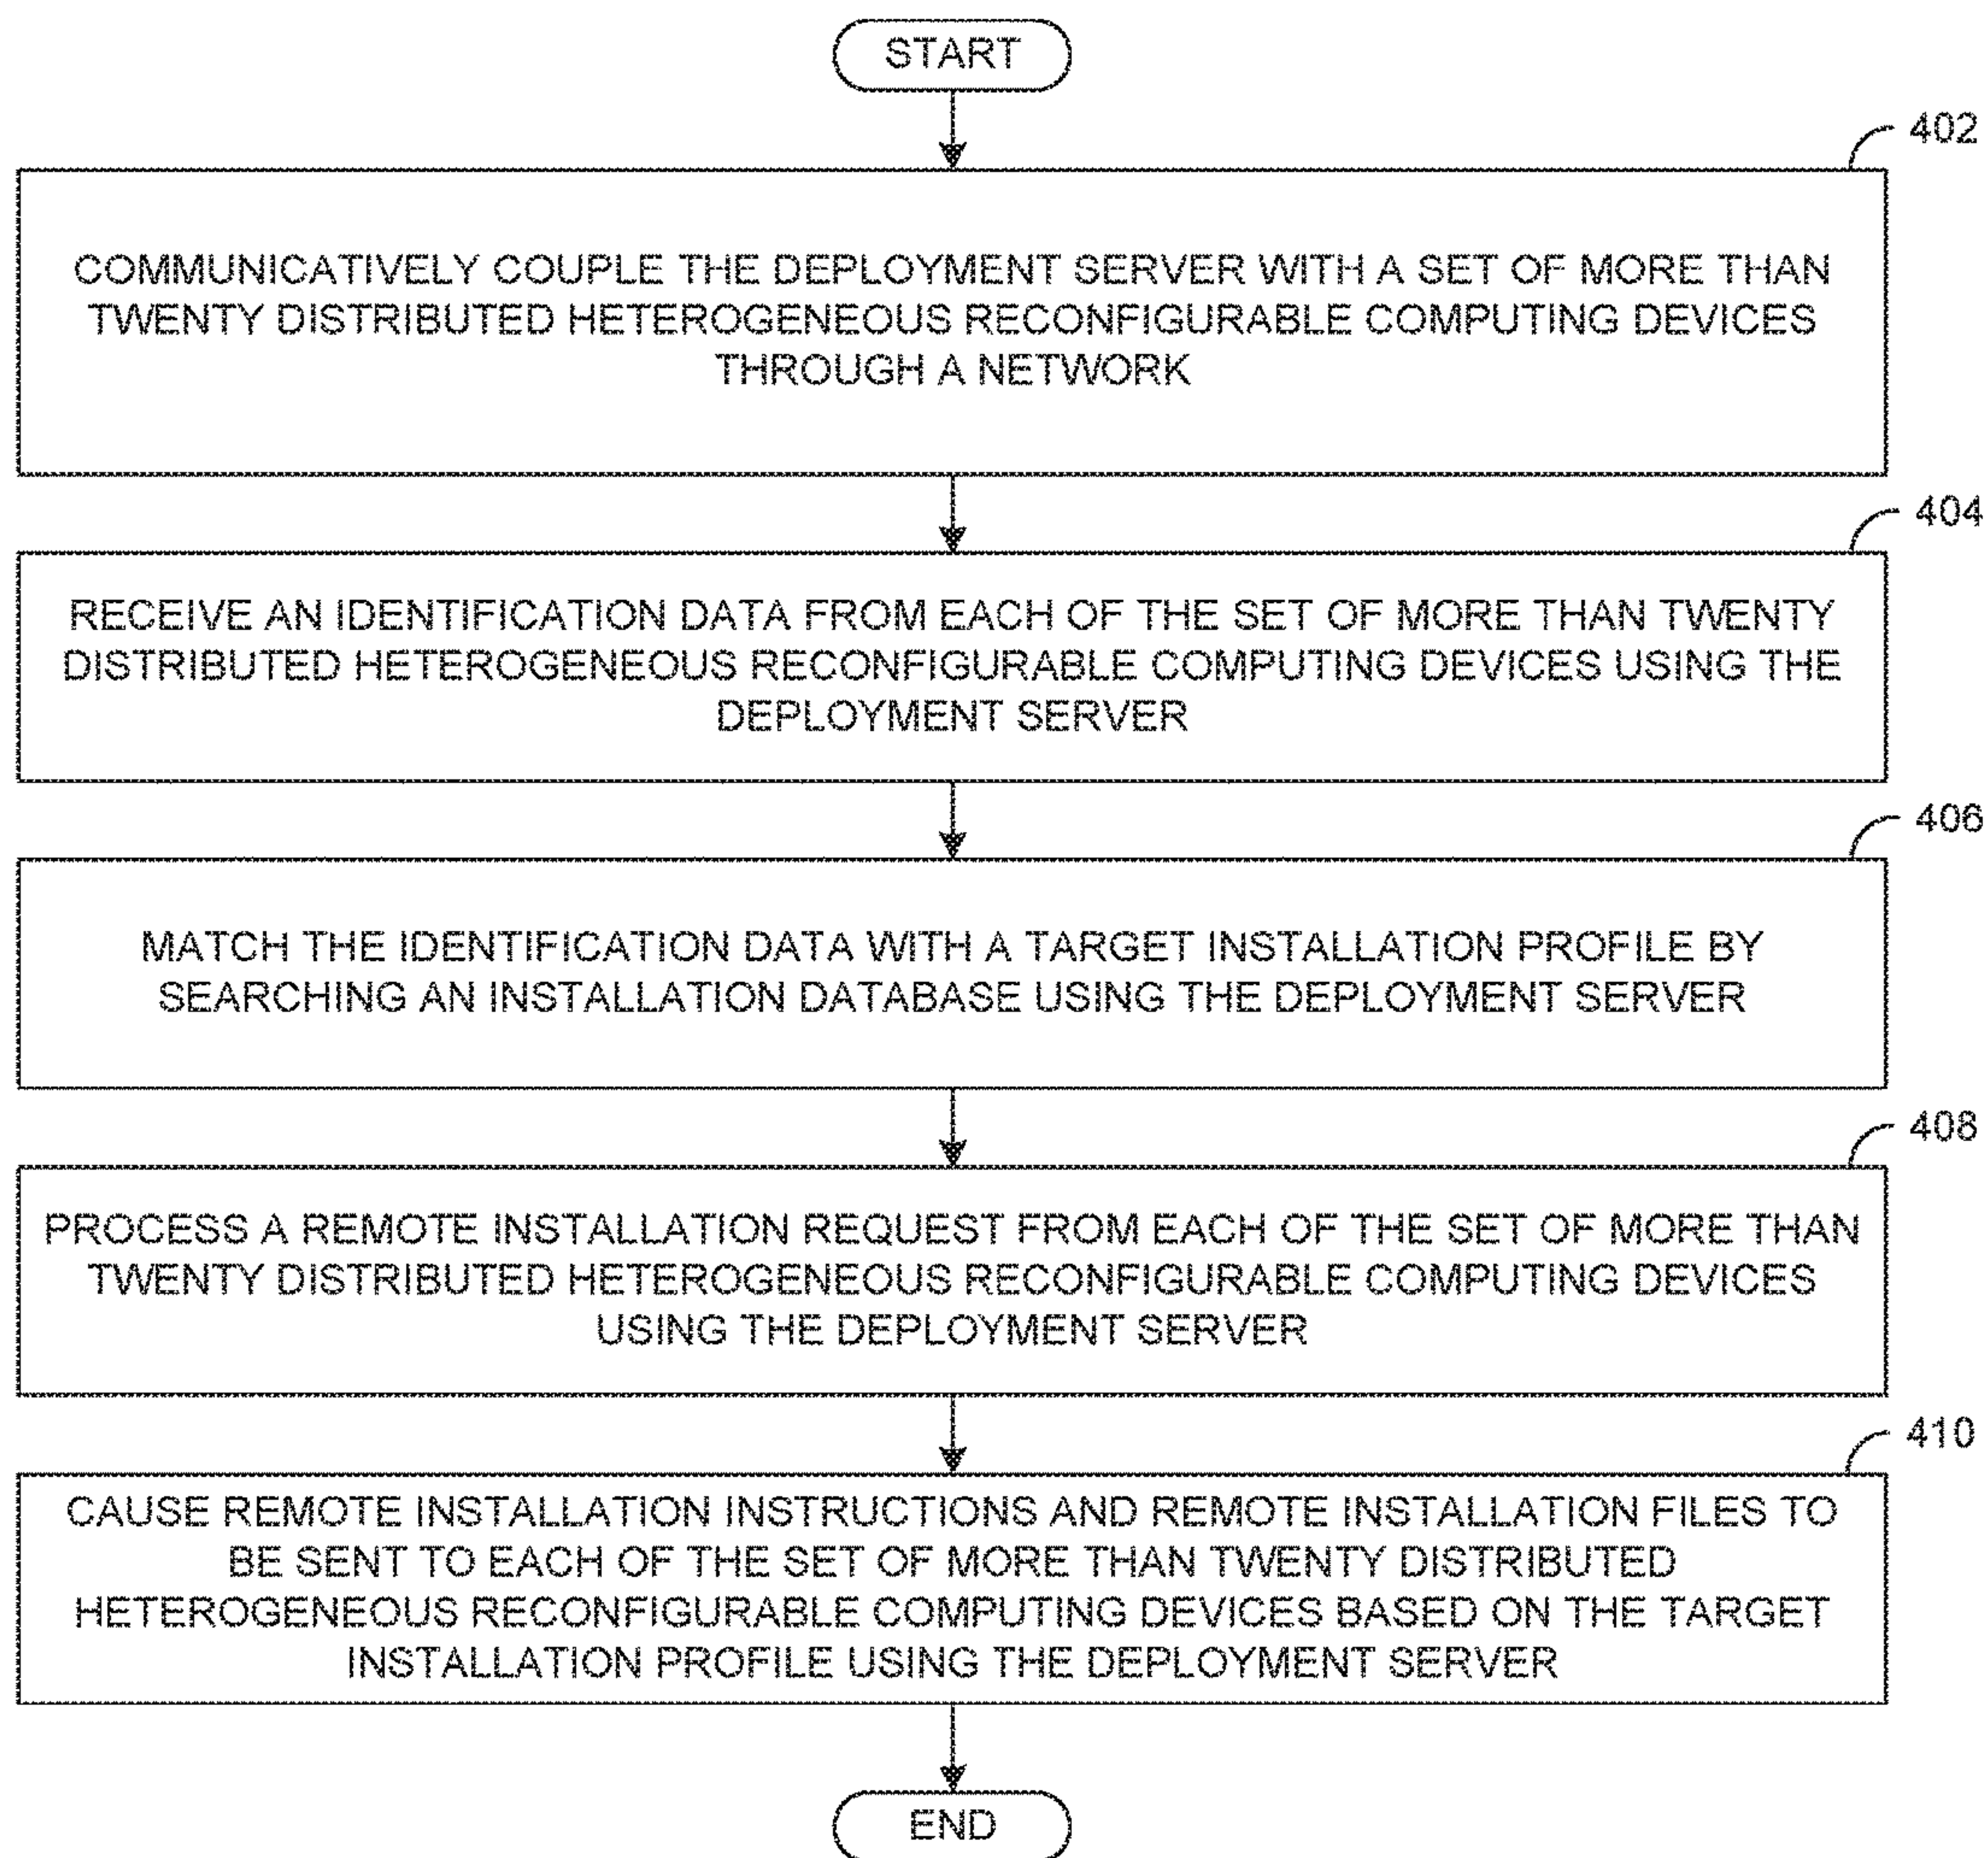 START
402
COMMUNICATIVELY COUPLE THE DEPLOYMENT SERVER WITH A SET OF MORE THAN
TWENTY DISTRIBUTED HETEROGENEOUS RECONFIGURABLE COMPUTING DEVICES
THROUGH A NETWORK
404
RECEIVE AN IDENTIFICATION DATA FROM EACH OF THE SET OF MORE THAN TWENTY
DISTRIBUTED HETEROGENEOUS RECONFIGURABLE COMPUTING DEVICES USING THE
DEPLOYMENT SERVER
406
MATCH THE IDENTIFICATION DATA WITH A TARGET INSTALLATION PROFILE BY
SEARCHING AN INSTALLATION DATABASE USING THE DEPLOYMENT SERVER
408
PROCESS A REMOTE INSTALLATION REQUEST FROM EACH OF THE SET OF MORE THAN
TWENTY DISTRIBUTED HETEROGENEOUS RECONFIGURABLE COMPUTING DEVICES
USING THE DEPLOYMENT SERVER
410
CAUSE REMOTE INSTALLATION INSTRUCTIONS AND REMOTE INSTALLATION FILES TO
BE SENT TO EACH OF THE SET OF MORE THAN TWENTY DISTRIBUTED
HETEROGENEOUS RECONFIGURABLE COMPUTING DEVICES BASED ON THE TARGET
INSTALLATION PROFILE USING THE DEPLOYMENT SERVER
END